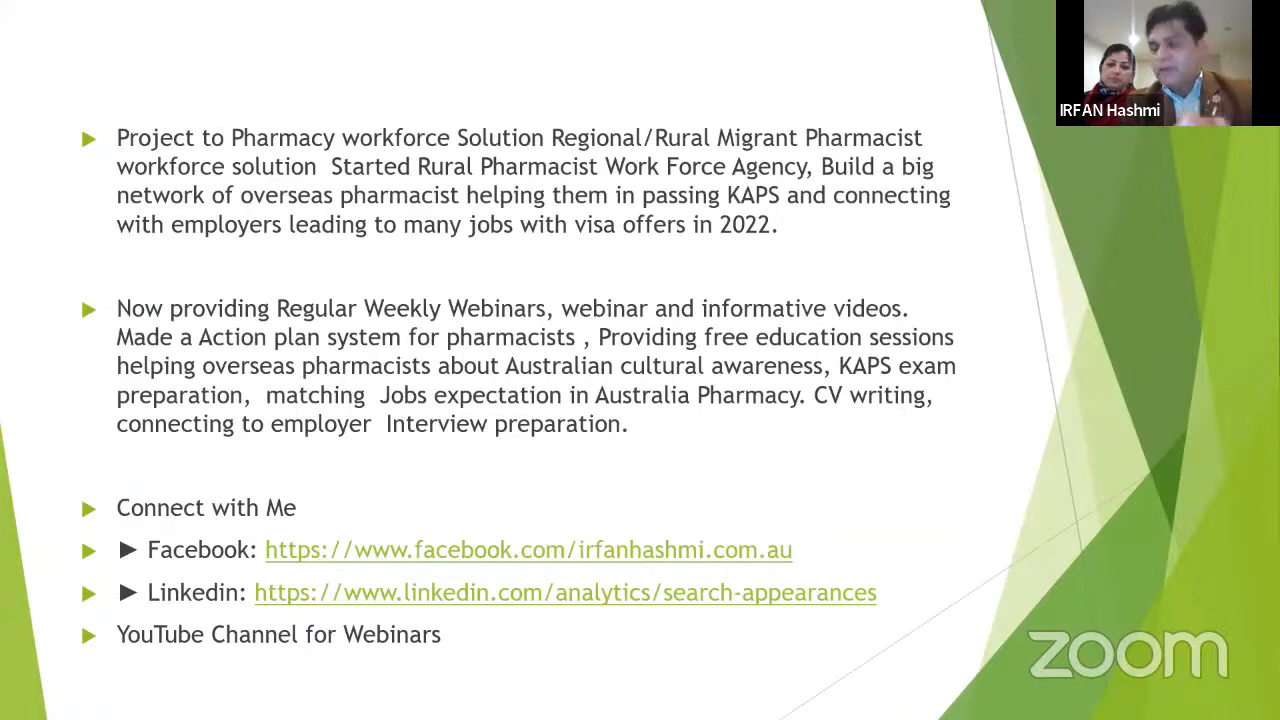 IRFAN Hashmi
Project to Pharmacy workforce Solution Regional/Rural Migrant Pharmacist
workforce solution  Started Rural Pharmacist Work Force Agency, Build a big
network of overseas pharmacist helping them in passing KAPS and connecting
with employers leading to many jobs with visa offers in 2022.
Now providing Regular Weekly Webinars, webinar and informative videos.
Made a Action plan system for pharmacists , Providing free education sessions
helping overseas pharmacists about Australian cultural awareness, KAPS exam
preparation,  matching  Jobs expectation in Australia Pharmacy. CV writing,
connecting to employer  Interview preparation.
Connect with Me
► Facebook: https://www.facebook.com/irfanhashmi.com.au
► Linkedin: https://www.linkedin.com/analytics/search-appearances
YouTube Channel for Webinars
zoom